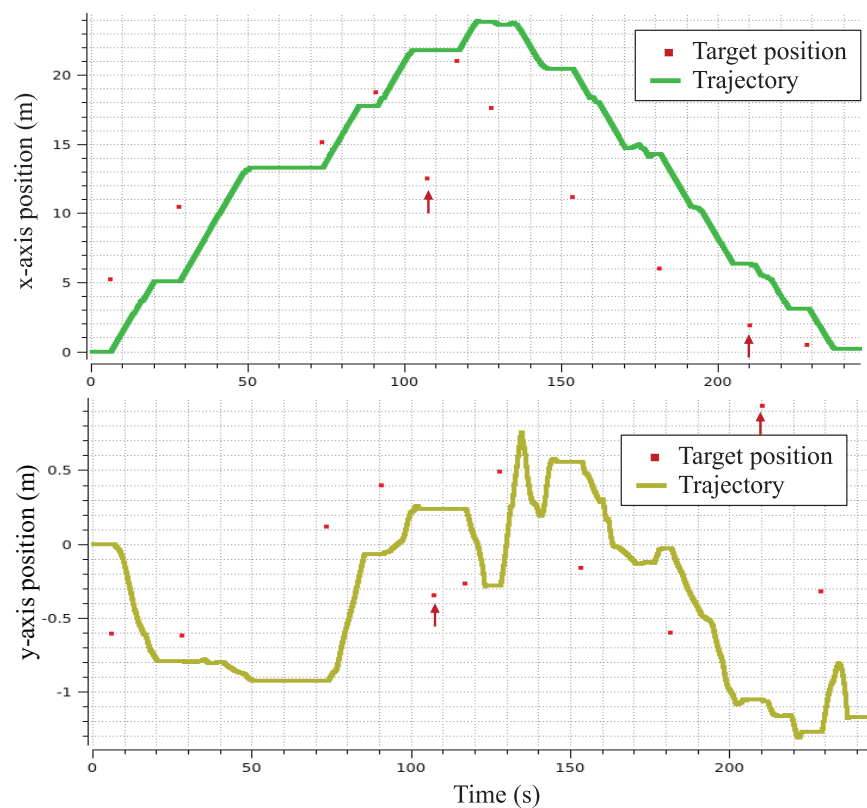 Target position
Trajectory
x-axis position (m)
20
15
10
5
0
0 50 100 150 200
Target position
Trajectory
y-axis position (m)
0.5
0
-0.5
-1
0 50 100 150 200
Time (s)